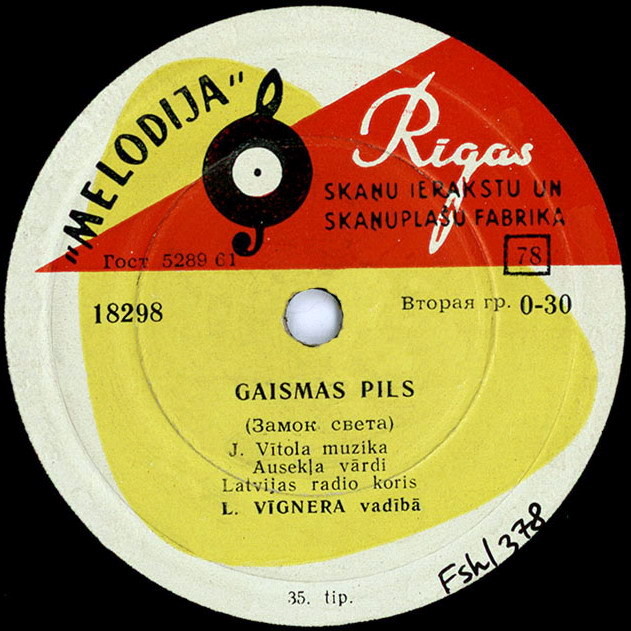 "MELODIJA"
Rīgas
SKAŅU IERAKSTU UN
SKAŅUPLAŠU FABRIKA
Гост 5289 61
78
18298
Вторая гр. 0-30
GAISMAS PILS
(Замок света)
J. Vītola muzika
Ausekļa vārdi
Latvijas radio koris
L. VĪGNERA vadībā
Fsh/378
35. tip.